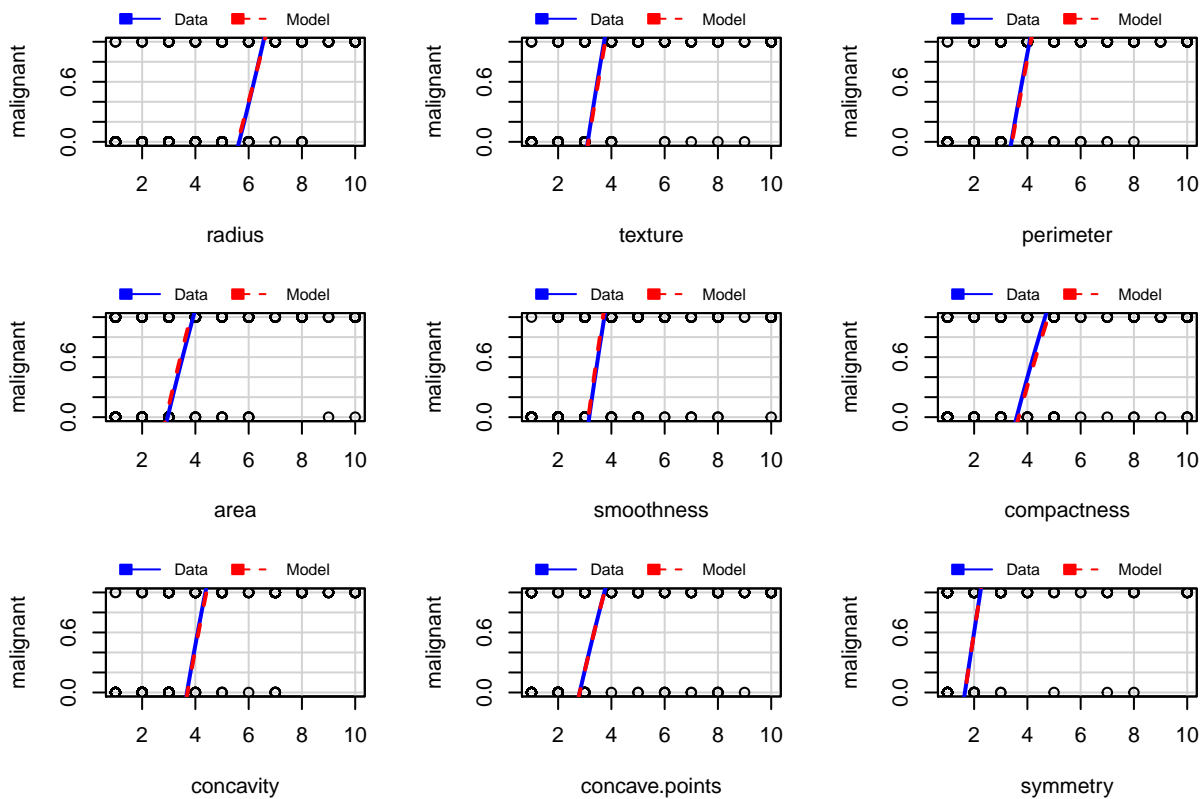 Data Model
malignant
0.0 0.6
2 4 6 8 10
radius
Data Model
malignant
0.0 0.6
2 4 6 8 10
texture
Data Model
malignant
0.0 0.6
2 4 6 8 10
perimeter
Data Model
malignant
0.0 0.6
2 4 6 8 10
area
Data Model
malignant
0.0 0.6
2 4 6 8 10
smoothness
Data Model
malignant
0.0 0.6
2 4 6 8 10
compactness
Data Model
malignant
0.0 0.6
2 4 6 8 10
concavity
Data Model
malignant
0.0 0.6
2 4 6 8 10
concave.points
Data Model
malignant
0.0 0.6
2 4 6 8 10
symmetry